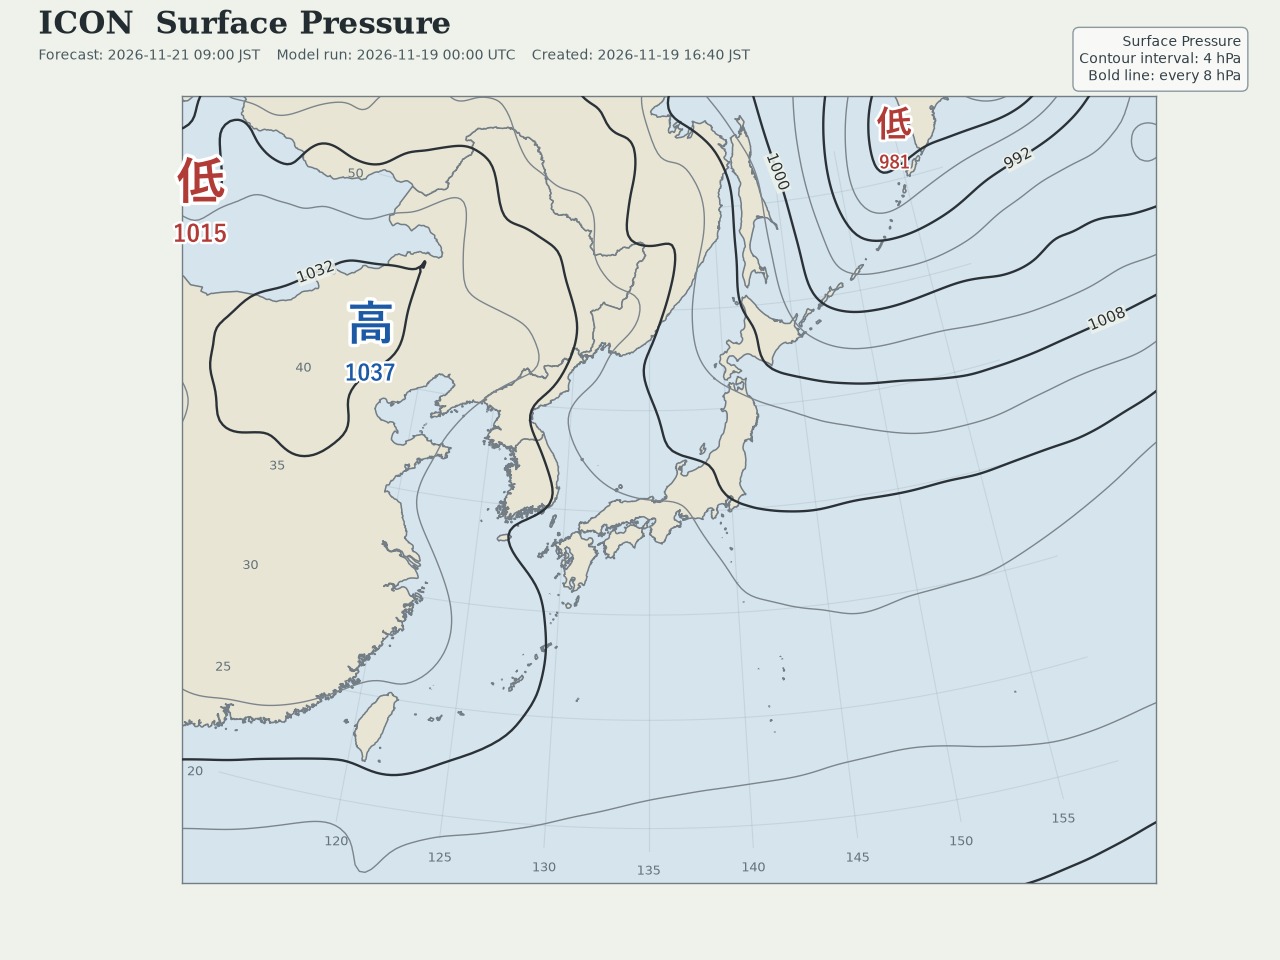 ICON  Surface Pressure
Forecast: 2026-11-21 09:00 JST    Model run: 2026-11-19 00:00 UTC    Created: 2026-11-19 16:40 JST
Surface Pressure
Contour interval: 4 hPa
Bold line: every 8 hPa
低
981
992
1000
50
低
1015
1032
高
1037
1008
40
35
30
25
20
155
120
150
125
145
130
140
135